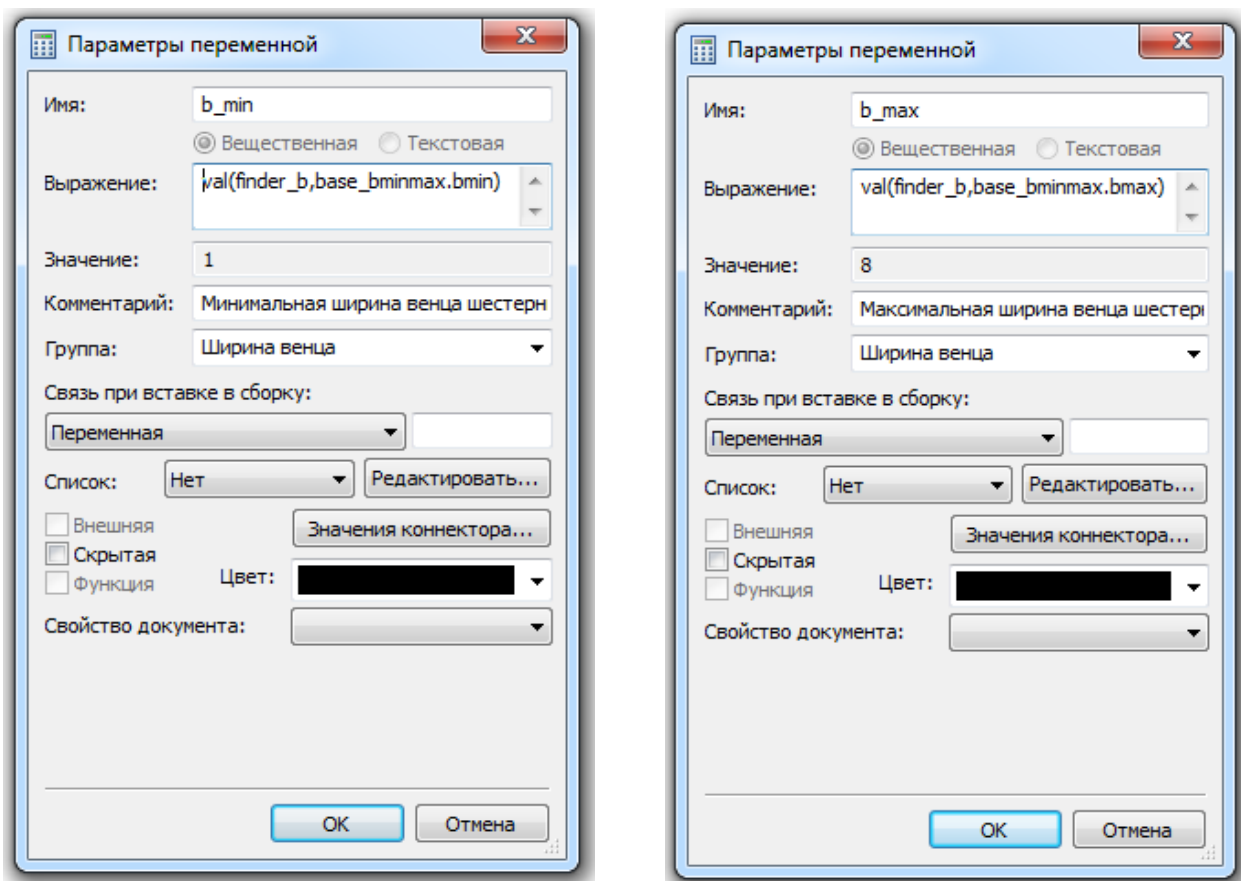 Параметры переменной
Имя: b_min
Вещественная Текстовая
Выражение: val(finder_b,base_bminmax.bmin)
Значение: 1
Комментарий: Минимальная ширина венца шестерн
Группа: Ширина венца
Связь при вставке в сборку:
Переменная
Список: Нет Редактировать...
Внешняя Значения коннектора...
Скрытая
Функция Цвет:
Свойство документа:
ОК Отмена
Параметры переменной
Имя: b_max
Вещественная Текстовая
Выражение: val(finder_b,base_bminmax.bmax)
Значение: 8
Комментарий: Максимальная ширина венца шестер
Группа: Ширина венца
Связь при вставке в сборку:
Переменная
Список: Нет Редактировать...
Внешняя Значения коннектора...
Скрытая
Функция Цвет:
Свойство документа:
ОК Отмена